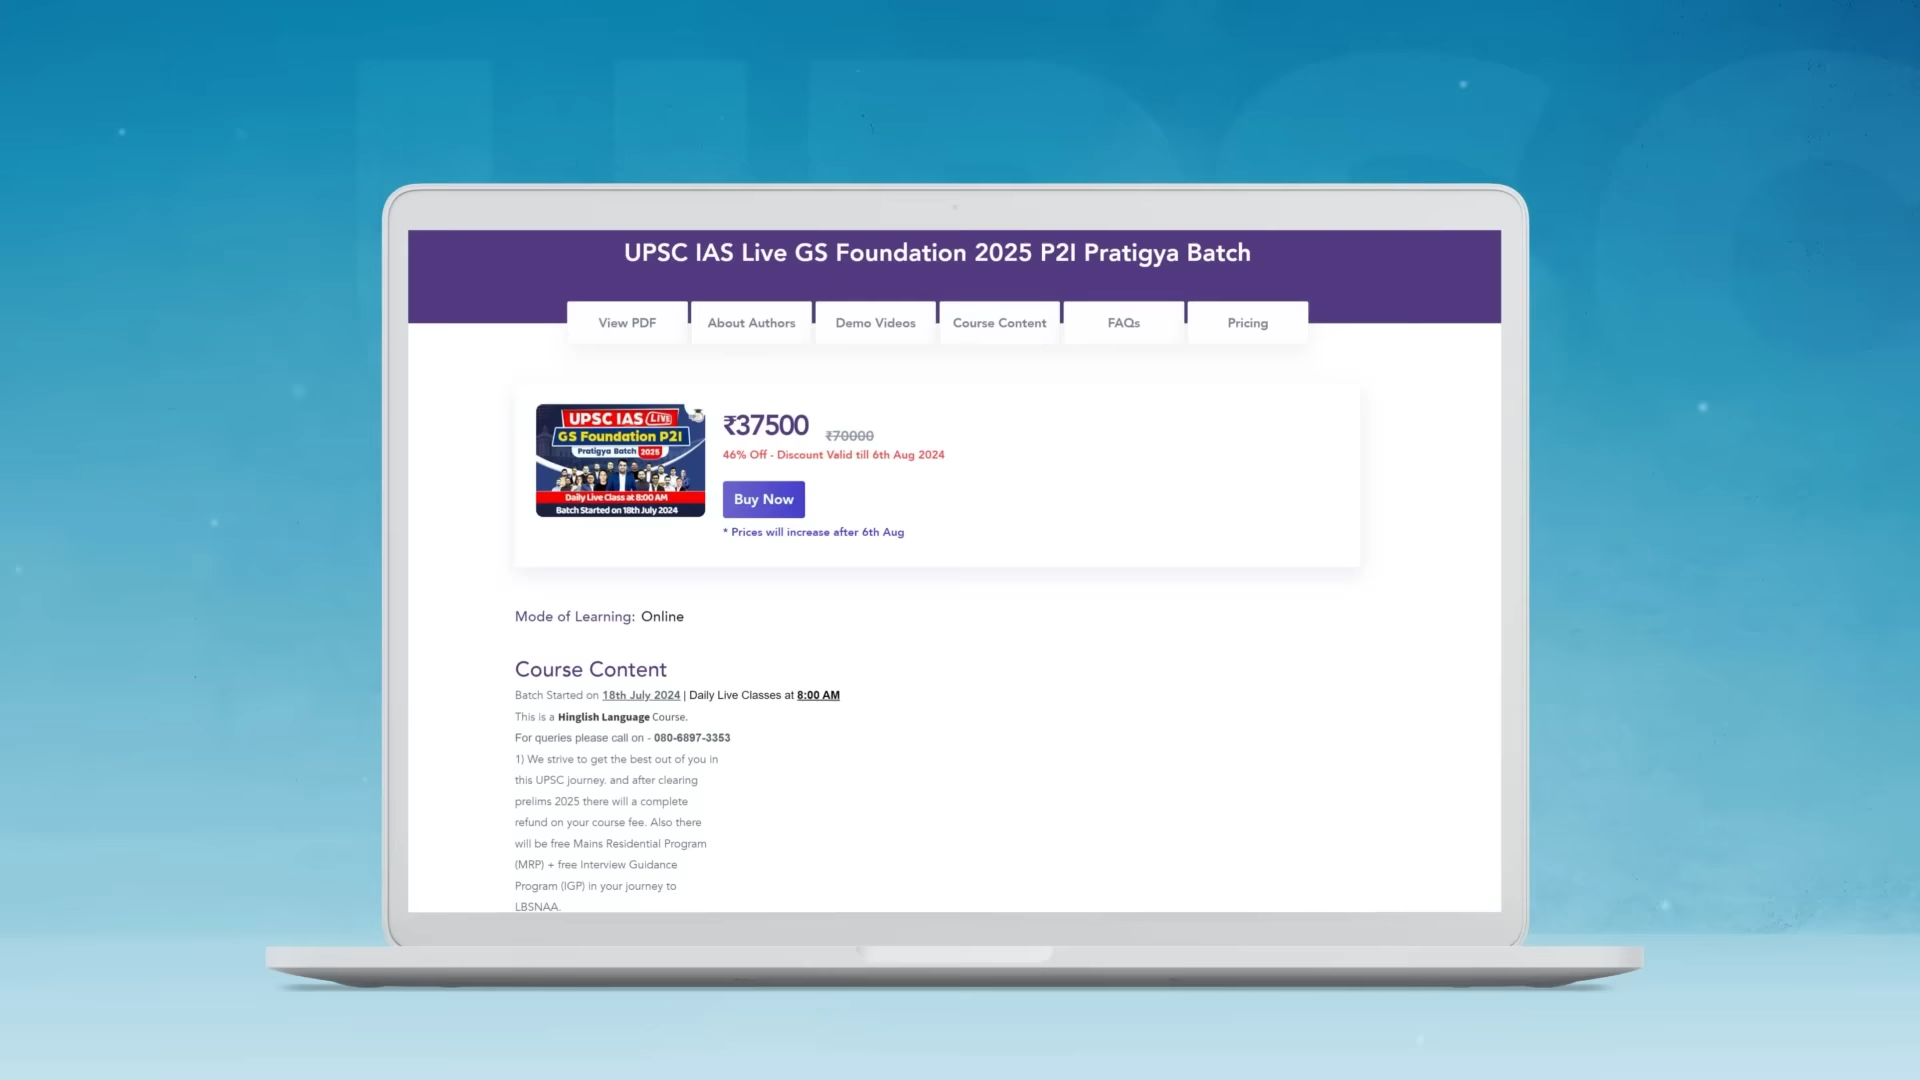 UPSC
UPSC IAS Live GS Foundation 2025 P2I Pratigya Batch
View PDF
About Authors
Demo Videos
Course Content
FAQs
Pricing
UPSC IAS LIVE
GS Foundation P2I
Pratigya Batch 2025
Daily Live Class at 8:00 AM
Batch Started on 18th July 2024
₹37500 ₹70000
46% Off - Discount Valid till 6th Aug 2024
Buy Now
* Prices will increase after 6th Aug
Mode of Learning: Online
Course Content
Batch Started on 18th July 2024 | Daily Live Classes at 8:00 AM
This is a Hinglish Language Course.
For queries please call on - 080-6897-3353
1) We strive to get the best out of you in
this UPSC journey. and after clearing
prelims 2025 there will a complete
refund on your course fee. Also there
will be free Mains Residential Program
(MRP) + free Interview Guidance
Program (IGP) in your journey to
LBSNAA.